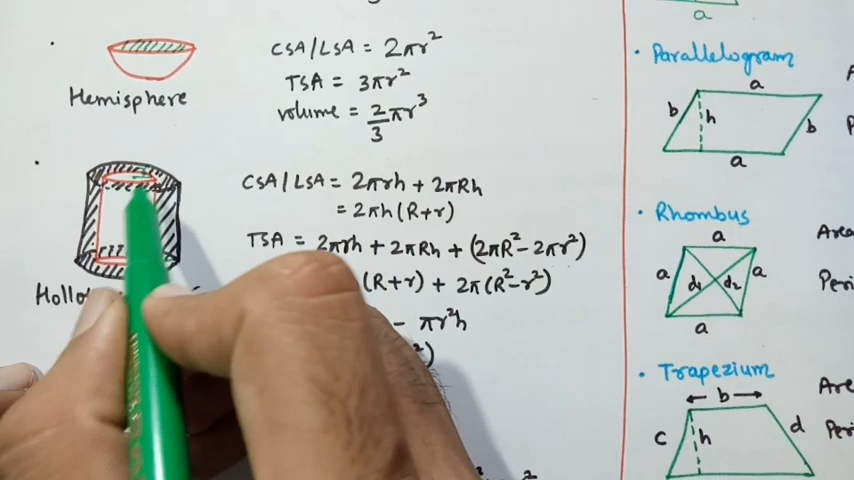 Hemisphere
CSA/LSA = 2πr²
TSA = 3πr²
volume = 2/3 πr³
CSA/LSA = 2πrh + 2πRh
= 2πh(R+r)
TSA = 2πrh + 2πRh + (2πR²-2πr²)
(R+r) + 2π(R²-r²)
- πr²h
a
• Parallelogram
a
b
h
b
a
• Rhombus
a
a
d₁
d₂
a
a
• Trapezium
b
c
h
d